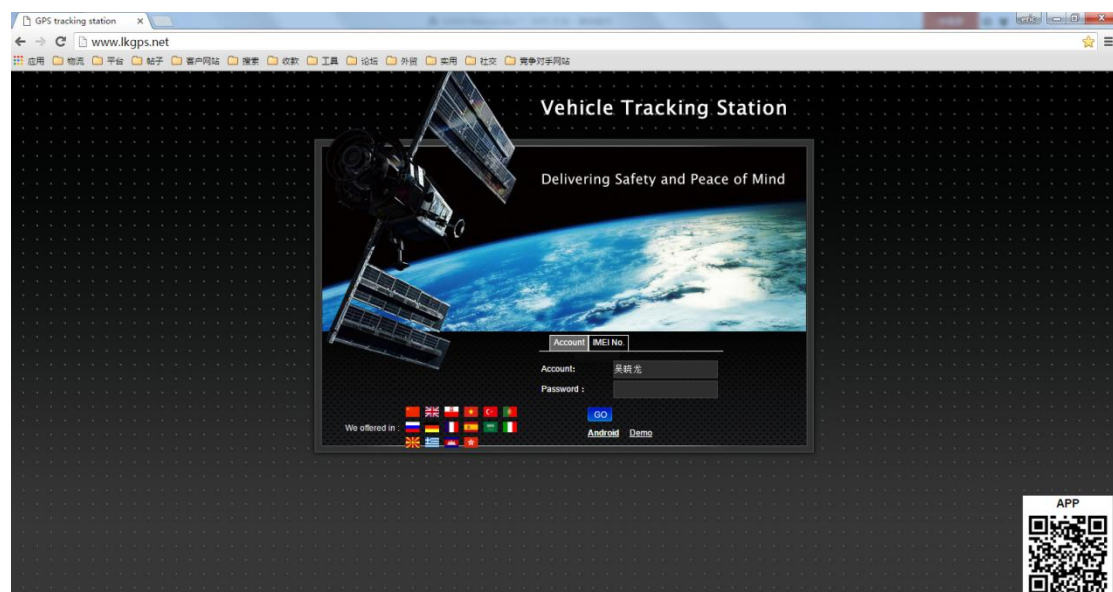 GPS tracking station
www.lkgps.net
应用 物流 平台 帖子 客户网站 搜索 收款 工具 论坛 外贸 实用 社交 竞争对手网站
Vehicle Tracking Station
Delivering Safety and Peace of Mind
Account IMEI No.
Account: 吴晓龙
Password :
GO
We offered in :
Android Demo
APP